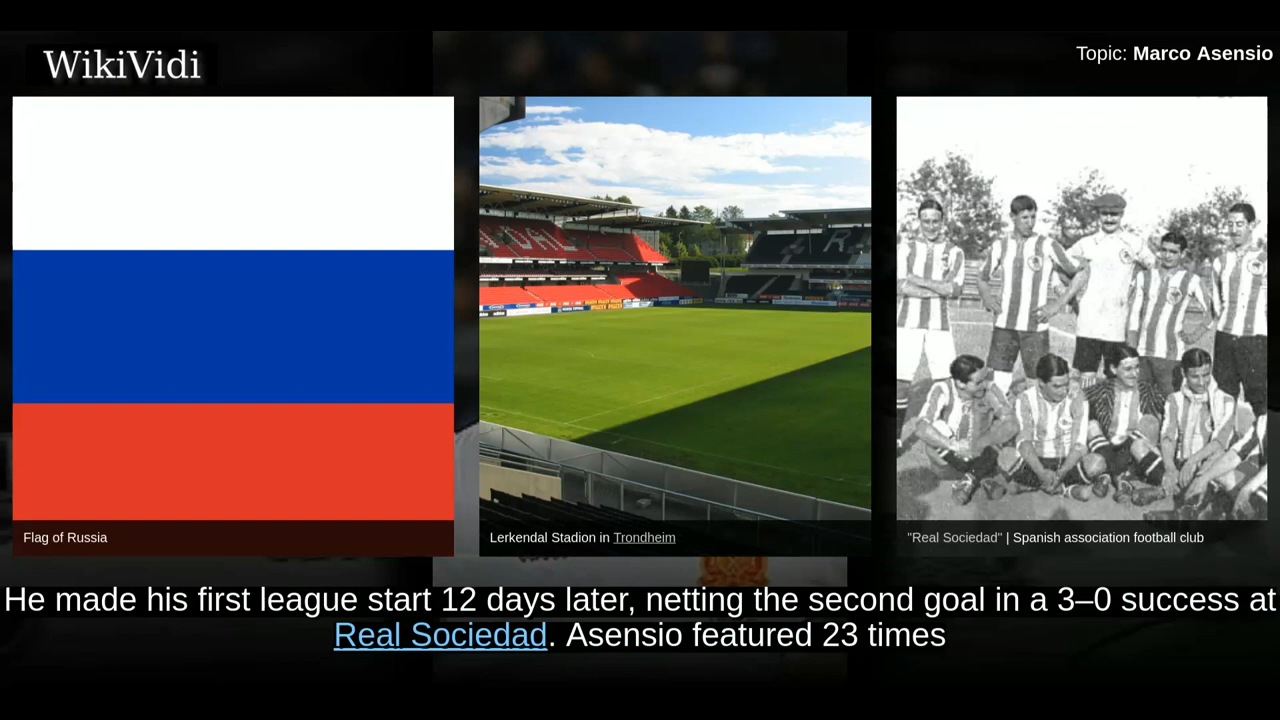 WikiVidi
Topic: Marco Asensio
Flag of Russia
Lerkendal Stadion in Trondheim
"Real Sociedad" | Spanish association football club
He made his first league start 12 days later, netting the second goal in a 3–0 success at
Real Sociedad. Asensio featured 23 times